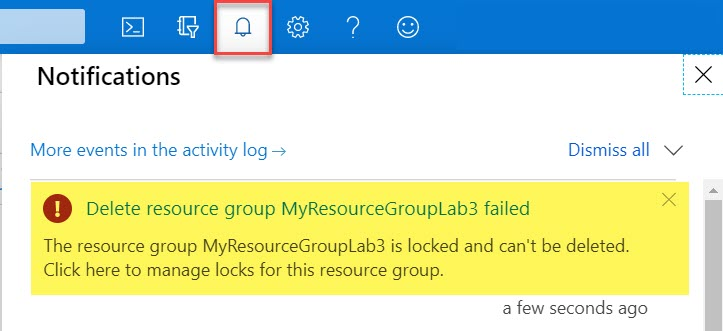 Notifications
More events in the activity log →
Dismiss all
Delete resource group MyResourceGroupLab3 failed
The resource group MyResourceGroupLab3 is locked and can't be deleted.
Click here to manage locks for this resource group.
a few seconds ago